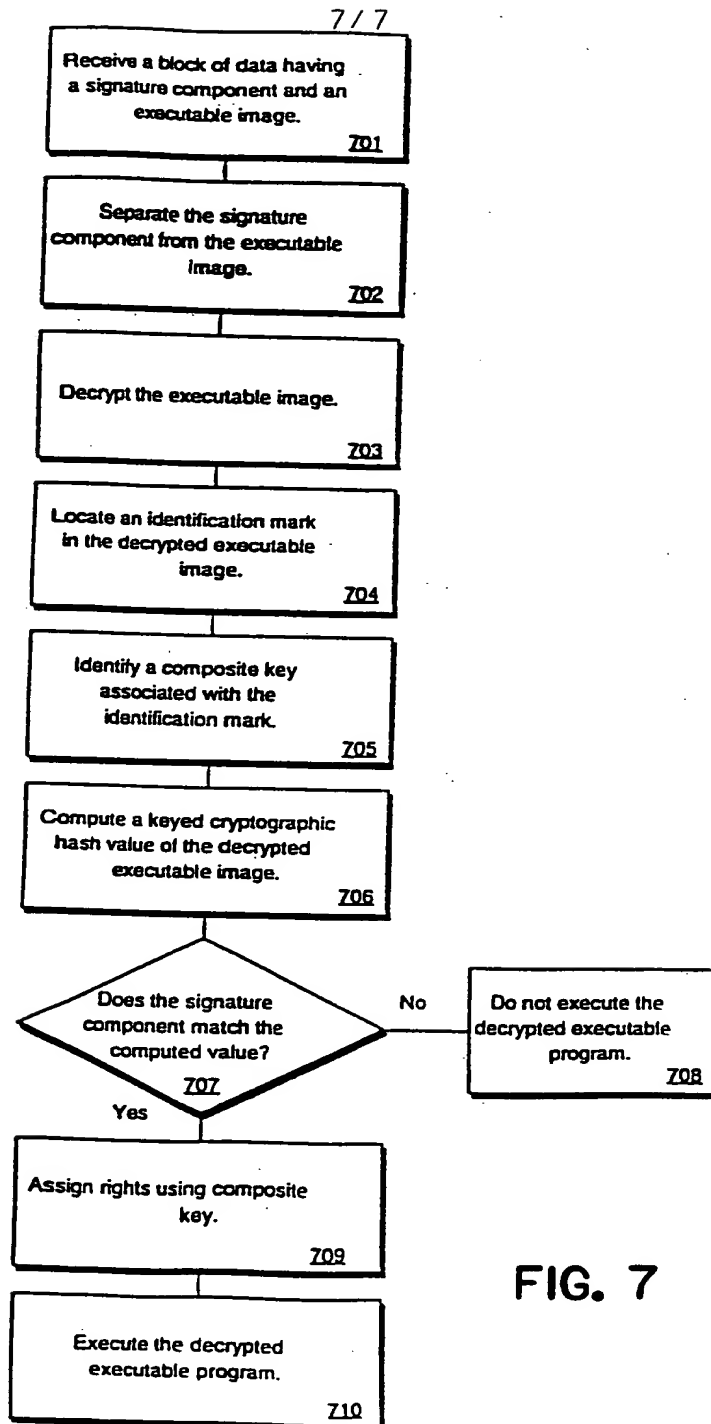 7 / 7
Receive a block of data having
a signature component and an
executable image.
701
Separate the signature
component from the executable
image.
702
Decrypt the executable image.
703
Locate an identification mark
in the decrypted executable
image.
704
Identify a composite key
associated with the
identification mark.
705
Compute a keyed cryptographic
hash value of the decrypted
executable image.
706
Does the signature
component match the
computed value?
707
No
Do not execute the
decrypted executable
program.
708
Yes
Assign rights using composite
key.
709
FIG. 7
Execute the decrypted
executable program.
710